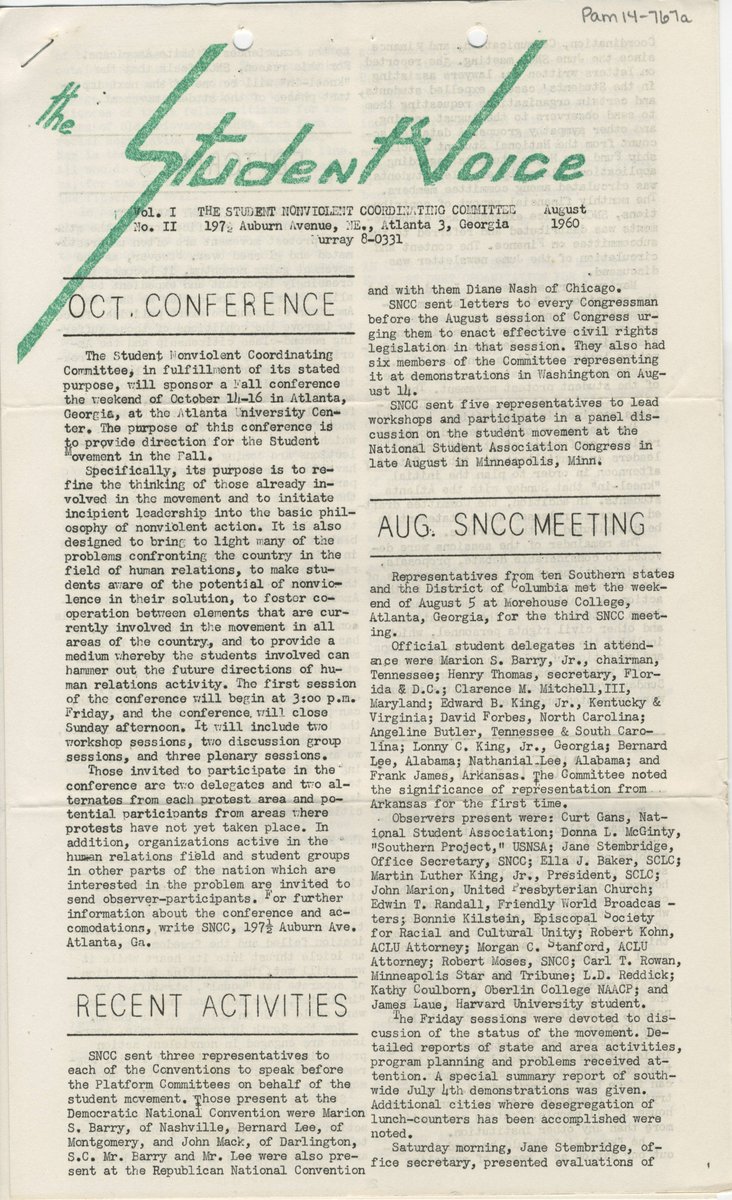 Pam 14-767a
the Student Voice
Vol. I THE STUDENT NONVIOLENT COORDINATING COMMITTEE August
No. II 197½ Auburn Avenue, NE., Atlanta 3, Georgia 1960
Murray 8-0331
OCT. CONFERENCE
The Student Nonviolent Coordinating
Committee, in fulfillment of its stated
purpose, will sponsor a Fall conference
the weekend of October 14-16 in Atlanta,
Georgia, at the Atlanta University Cen-
ter. The purpose of this conference is
to provide direction for the Student
Movement in the Fall.
Specifically, its purpose is to re-
fine the thinking of those already in-
volved in the movement and to initiate
incipient leadership into the basic phil-
osophy of nonviolent action. It is also
designed to bring to light many of the
problems confronting the country in the
field of human relations, to make stu-
dents aware of the potential of nonvio-
lence in their solution, to foster co-
operation between elements that are cur-
rently involved in the movement in all
areas of the country, and to provide a
medium whereby the students involved can
hammer out the future directions of hu-
man relations activity. The first session
of the conference will begin at 3:00 p.m.
Friday, and the conference will close
Sunday afternoon. It will include two
workshop sessions, two discussion group
sessions, and three plenary sessions.
Those invited to participate in the
conference are two delegates and two al-
ternates from each protest area and po-
tential participants from areas where
protests have not yet taken place. In
addition, organizations active in the
human relations field and student groups
in other parts of the nation which are
interested in the problem are invited to
send observer-participants. For further
information about the conference and ac-
comodations, write SNCC, 197½ Auburn Ave.
Atlanta, Ga.
RECENT ACTIVITIES
SNCC sent three representatives to
each of the Conventions to speak before
the Platform Committees on behalf of the
student movement. Those present at the
Democratic National Convention were Marion
S. Barry, of Nashville, Bernard Lee, of
Montgomery, and John Mack, of Darlington,
S.C. Mr. Barry and Mr. Lee were also pre-
sent at the Republican National Convention
and with them Diane Nash of Chicago.
SNCC sent letters to every Congressman
before the August session of Congress ur-
ging them to enact effective civil rights
legislation in that session. They also had
six members of the Committee representing
it at demonstrations in Washington on Aug-
ust 14.
SNCC sent five representatives to lead
workshops and participate in a panel dis-
cussion on the student movement at the
National Student Association Congress in
late August in Minneapolis, Minn.
AUG. SNCC MEETING
Representatives from ten Southern states
and the District of Columbia met the week-
end of August 5 at Morehouse College,
Atlanta, Georgia, for the third SNCC meet-
ing.
Official student delegates in attend-
ance were Marion S. Barry, Jr., chairman,
Tennessee; Henry Thomas, secretary, Flor-
ida & D.C.; Clarence M. Mitchell,III,
Maryland; Edward B. King, Jr., Kentucky &
Virginia; David Forbes, North Carolina;
Angeline Butler, Tennessee & South Caro-
lina; Lonny C. King, Jr., Georgia; Bernard
Lee, Alabama; Nathanial Lee, Alabama; and
Frank James, Arkansas. The Committee noted
the significance of representation from
Arkansas for the first time.
Observers present were: Curt Gans, Nat-
ional Student Association; Donna L. McGinty,
"Southern Project," USNSA; Jane Stembridge,
Office Secretary, SNCC; Ella J. Baker, SCLC;
Martin Luther King, Jr., President, SCLC;
John Marion, United Presbyterian Church;
Edwin T. Randall, Friendly World Broadcas -
ters; Bonnie Kilstein, Episcopal Society
for Racial and Cultural Unity; Robert Kohn,
ACLU Attorney; Morgan C. Stanford, ACLU
Attorney; Robert Moses, SNCC; Carl T. Rowan,
Minneapolis Star and Tribune; L.D. Reddick;
Kathy Coulborn, Oberlin College NAACP; and
James Laue, Harvard University student.
The Friday sessions were devoted to dis-
cussion of the status of the movement. De-
tailed reports of state and area activities,
program planning and problems received at-
tention. A special summary report of south-
wide July 4th demonstrations was given.
Additional cities where desegregation of
lunch-counters has been accomplished were
noted.
Saturday morning, Jane Stembridge, of-
fice secretary, presented evaluations of